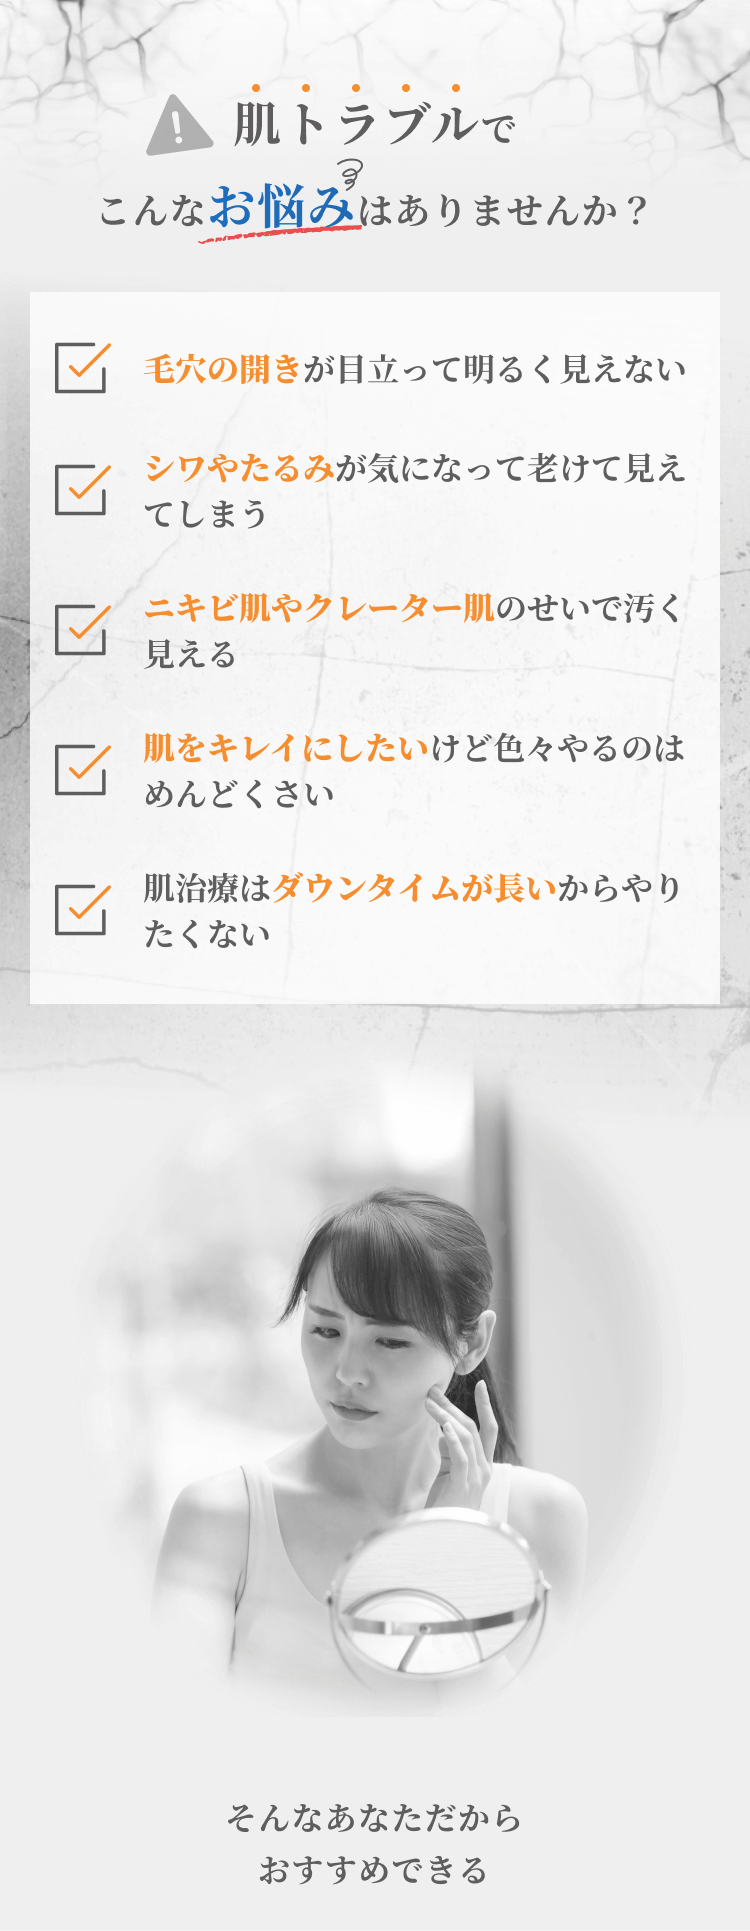 肌トラブルで
こんなお悩みはありませんか？
毛穴の開きが目立って明るく見えない
シワやたるみが気になって老けて見え
てしまう
ニキビ肌やクレーター肌のせいで汚く
見える
肌をキレイにしたいけど色々やるのは
めんどくさい
肌治療はダウンタイムが長いからやり
たくない
そんなあなただから
おすすめできる